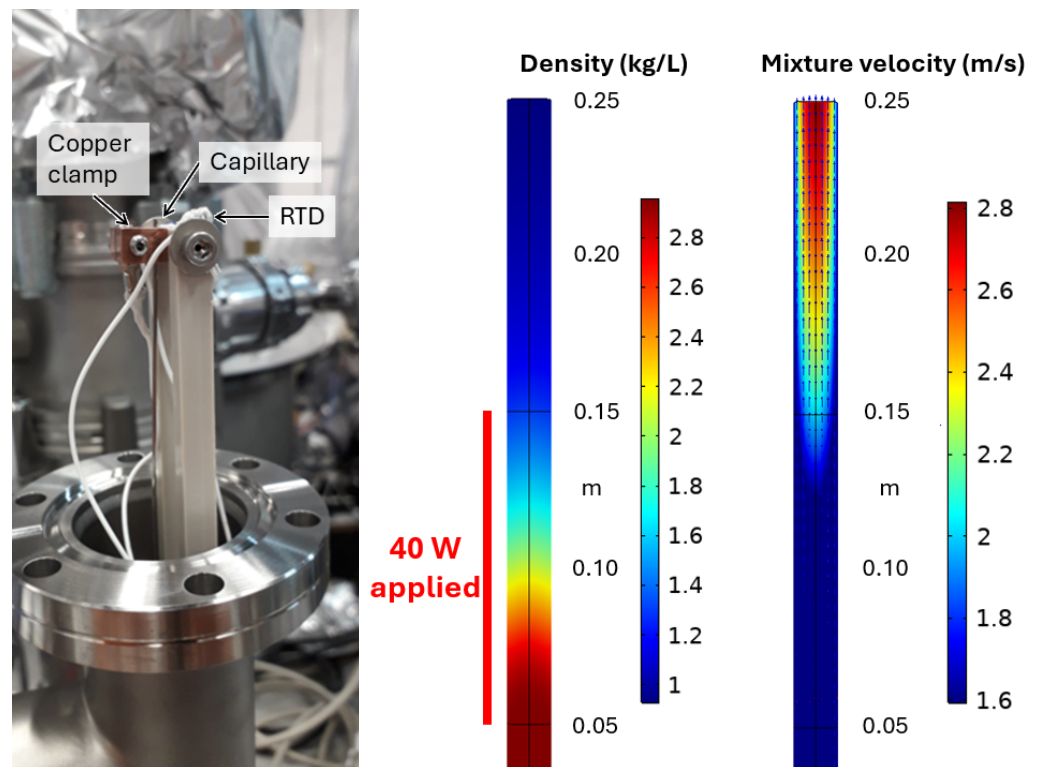 Copper
clamp
Capillary
RTD
Density (kg/L)
0.25
0.20
0.15
m
0.10
0.05
2.8
2.6
2.4
2.2
2
1.8
1.6
1.4
1.2
1
40 W
applied
Mixture velocity (m/s)
0.25
0.20
0.15
m
0.10
0.05
2.8
2.6
2.4
2.2
2
1.8
1.6